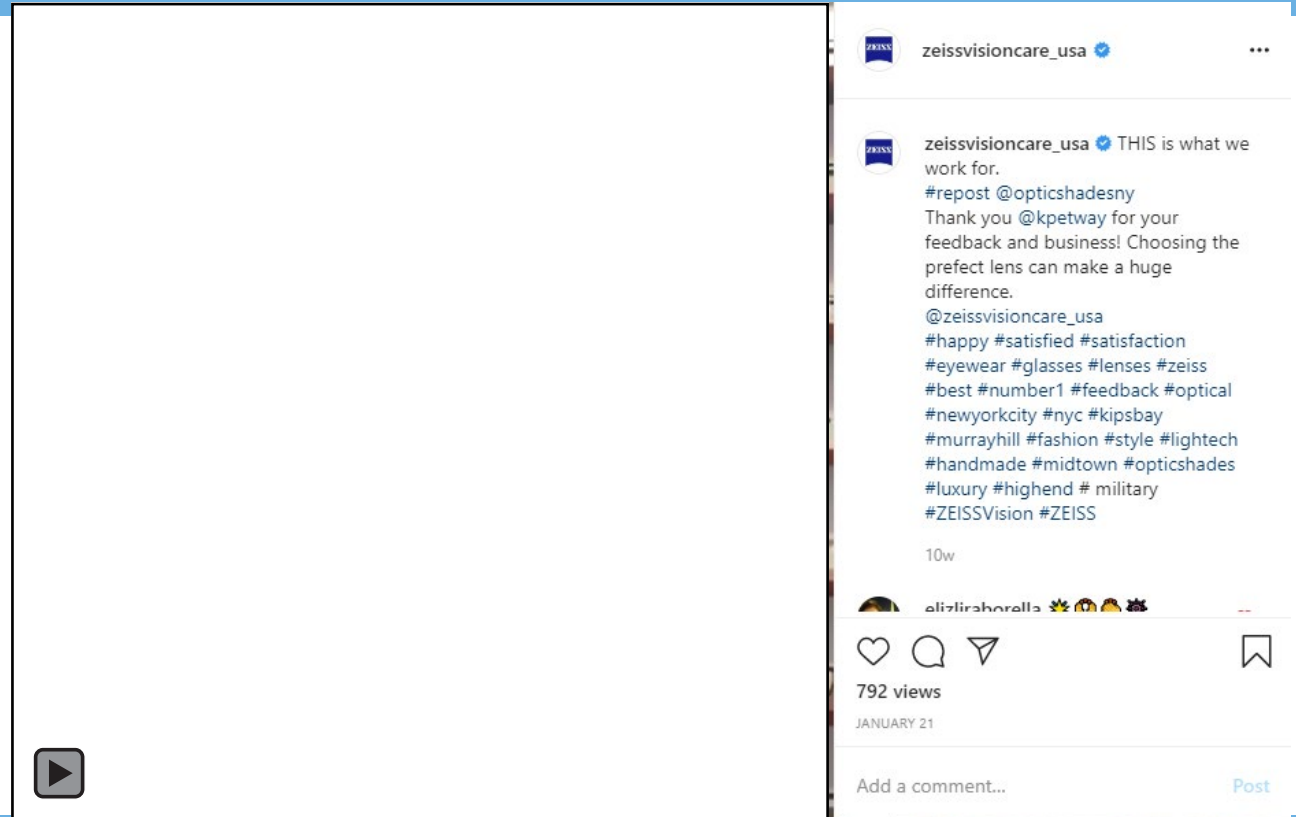 ZEISS
zeissvisioncare_usa
ZEISS
zeissvisioncare_usa THIS is what we
work for.
#repost @opticshadesny
Thank you @kpetway for your
feedback and business! Choosing the
prefect lens can make a huge
difference.
@zeissvisioncare_usa
#happy #satisfied #satisfaction
#eyewear #glasses #lenses #zeiss
#best #number1 #feedback #optical
#newyorkcity #nyc #kipsbay
#murrayhill #fashion #style #lightech
#handmade #midtown #opticshades
#luxury #highend # military
#ZEISSVision #ZEISS
10w
792 views
JANUARY 21
Add a comment... Post